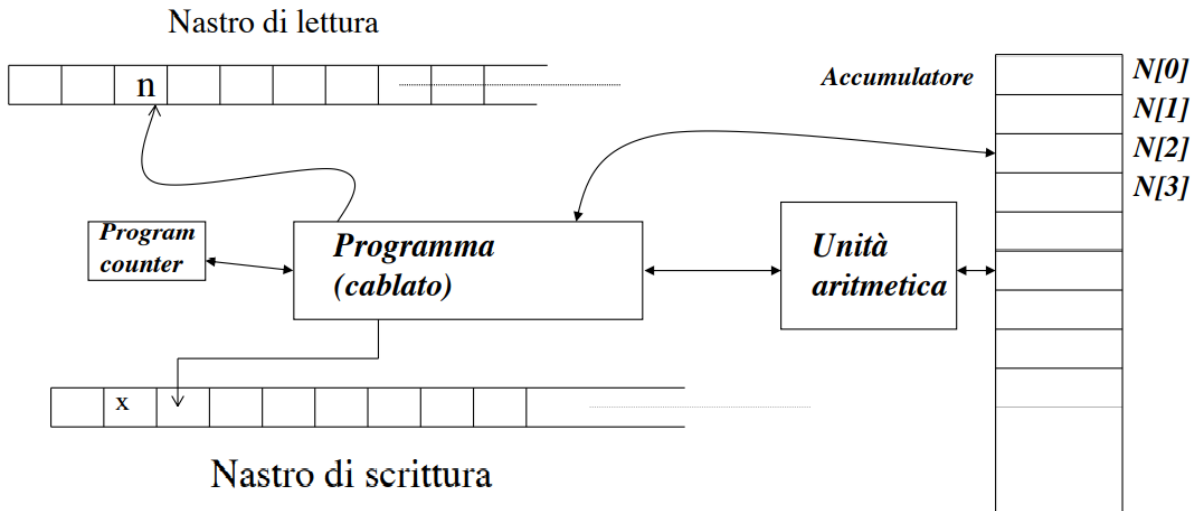 Nastro di lettura
n
Accumulatore
N[0]
N[1]
N[2]
N[3]
Program
counter
Programma
(cablato)
Unità
aritmetica
x
Nastro di scrittura